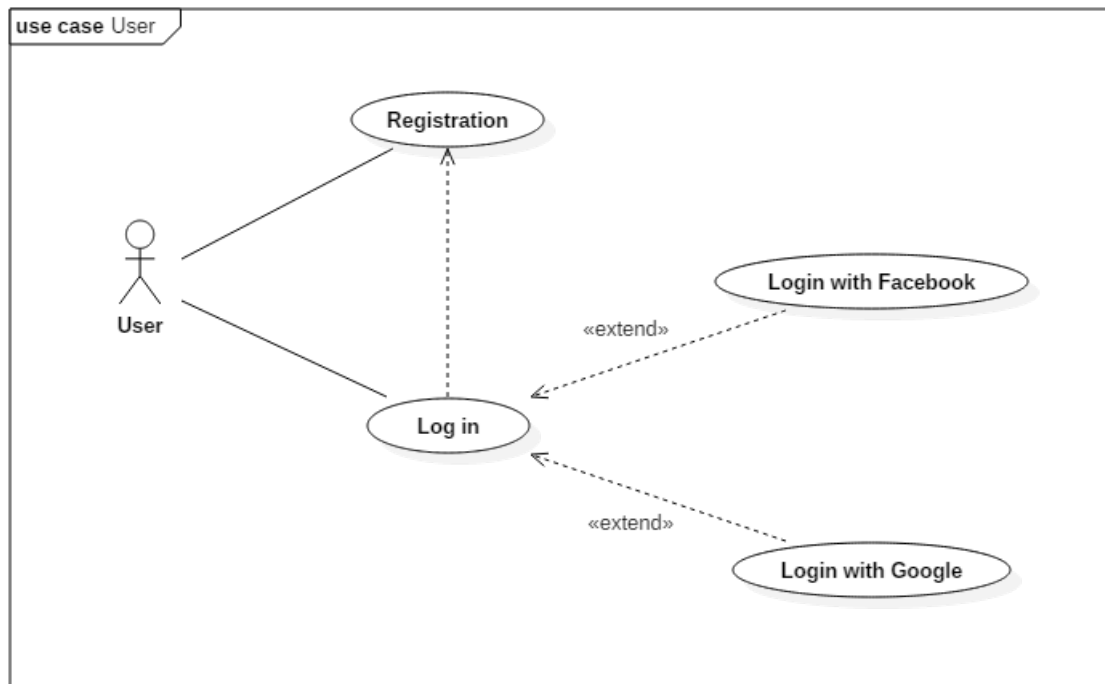 use case User
Registration
User
Login with Facebook
«extend»
Log in
«extend»
Login with Google